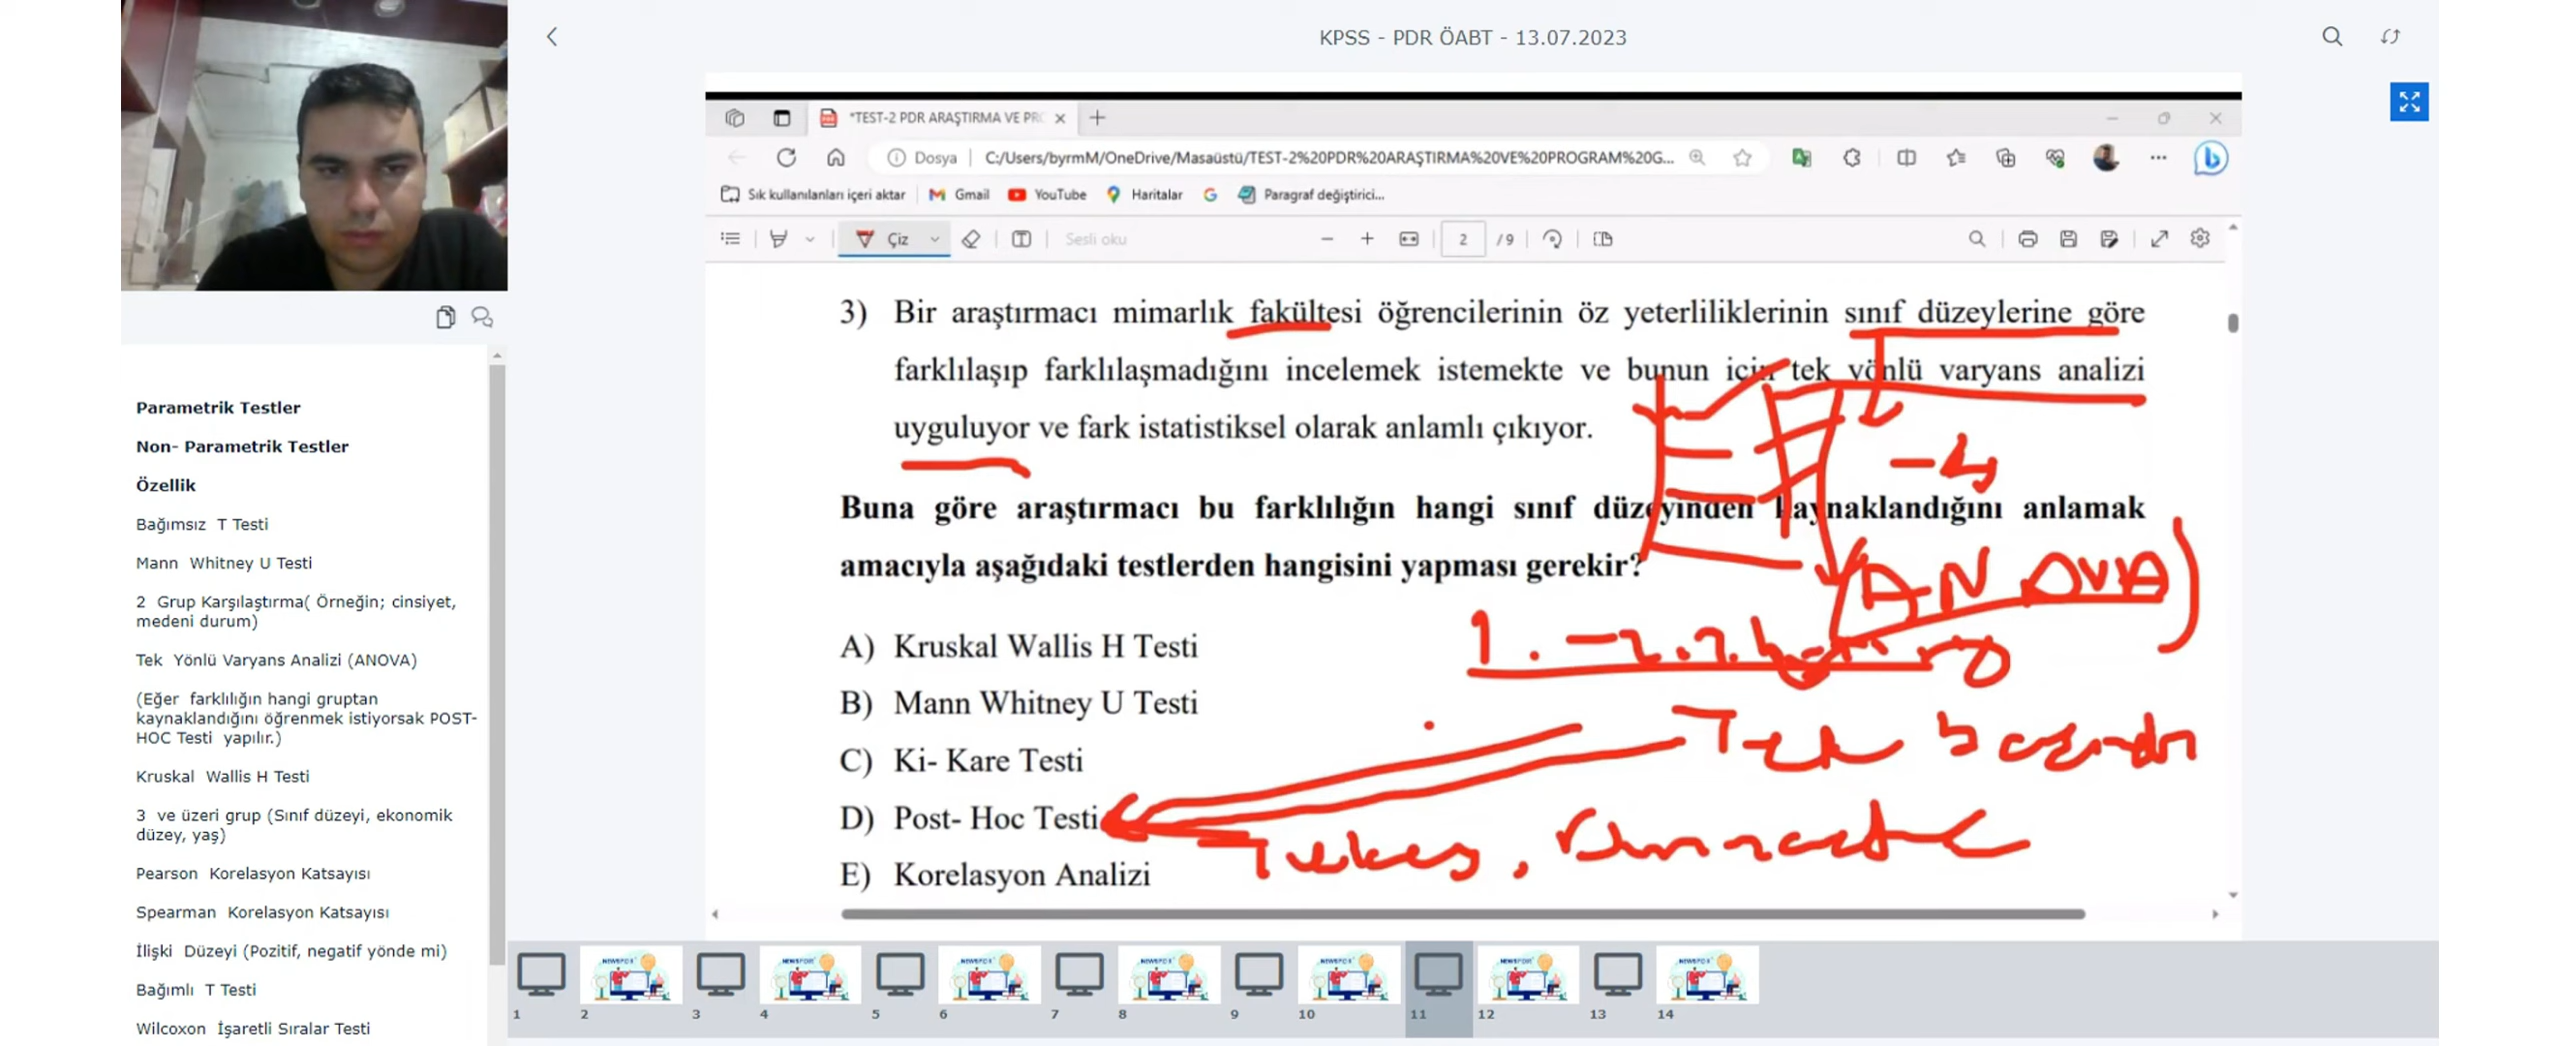 KPSS - PDR ÖABT - 13.07.2023
*TEST-2 PDR ARAŞTIRMA VE PR
Dosya
C:/Users/byrmM/OneDrive/Masaüstü/TEST-2%20PDR%20ARAŞTIRMA%20VE%20PROGRAM%20G...
Sık kullanılanları içeri aktar
Gmail
YouTube
Haritalar
Paragraf değiştirici...
Çiz
Sesli oku
2 / 9
3) Bir araştırmacı mimarlık fakültesi öğrencilerinin öz yeterliliklerinin sınıf düzeylerine göre
farklılaşıp farklılaşmadığını incelemek istemekte ve bunun için tek yönlü varyans analizi
uyguluyor ve fark istatistiksel olarak anlamlı çıkıyor.
-4
Buna göre araştırmacı bu farklılığın hangi sınıf düzeyinden kaynaklandığını anlamak
amacıyla aşağıdaki testlerden hangisini yapması gerekir?
(ANOVA)
A) Kruskal Wallis H Testi
B) Mann Whitney U Testi
Tek
C) Ki- Kare Testi
D) Post- Hoc Testi
E) Korelasyon Analizi
Parametrik Testler
Non- Parametrik Testler
Özellik
Bağımsız T Testi
Mann Whitney U Testi
2 Grup Karşılaştırma( Örneğin; cinsiyet,
medeni durum)
Tek Yönlü Varyans Analizi (ANOVA)
(Eğer farklılığın hangi gruptan
kaynaklandığını öğrenmek istiyorsak POST-
HOC Testi yapılır.)
Kruskal Wallis H Testi
3 ve üzeri grup (Sınıf düzeyi, ekonomik
düzey, yaş)
Pearson Korelasyon Katsayısı
Spearman Korelasyon Katsayısı
İlişki Düzeyi (Pozitif, negatif yönde mi)
Bağımlı T Testi
Wilcoxon İşaretli Sıralar Testi
1 2 3 4 5 6 7 8 9 10 11 12 13 14